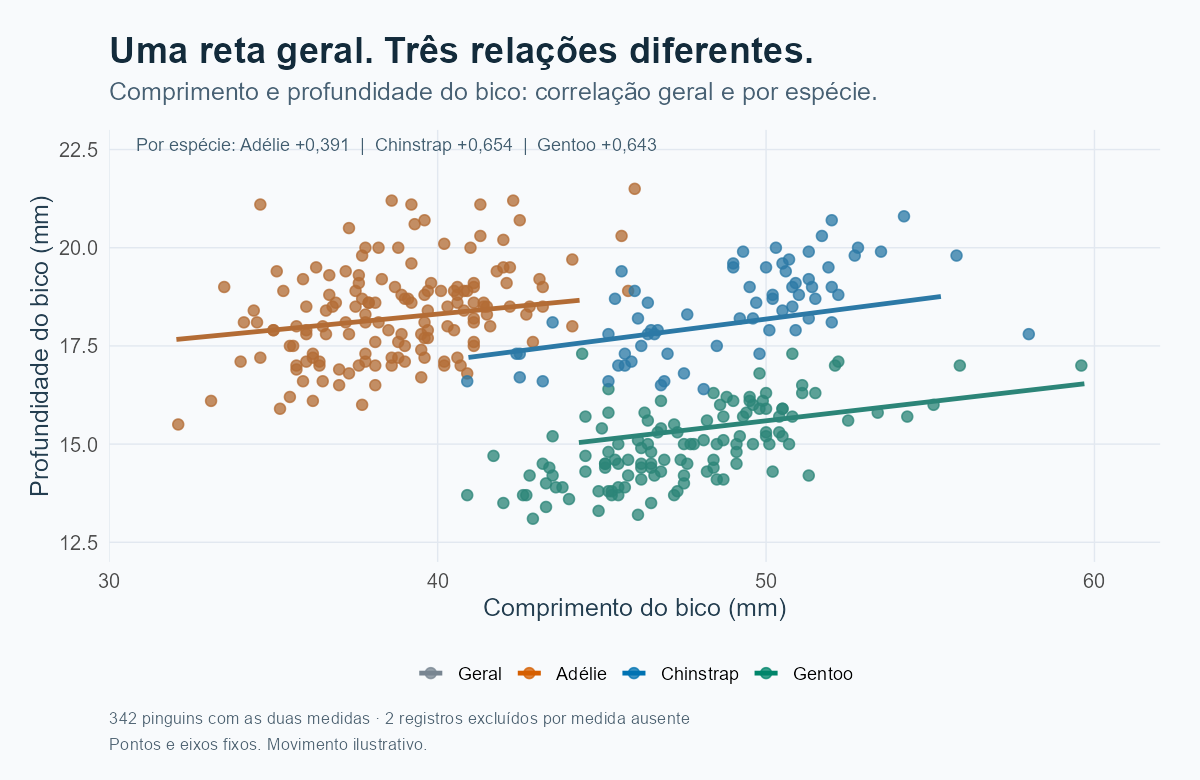 Uma reta geral. Três relações diferentes.
Comprimento e profundidade do bico: correlação geral e por espécie.
Por espécie: Adélie +0,391 | Chinstrap +0,654 | Gentoo +0,643
22.5
20.0
17.5
15.0
12.5
Profundidade do bico (mm)
30 40 50 60
Comprimento do bico (mm)
Geral Adélie Chinstrap Gentoo
342 pinguins com as duas medidas · 2 registros excluídos por medida ausente
Pontos e eixos fixos. Movimento ilustrativo.